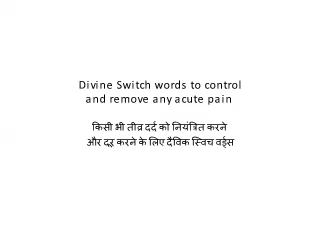 Divine Switch words to control
and remove any acute pain
किसी भी तीव्र दर्द को नियंत्रित करने
और दूर करने के लिए दैविक स्विच वर्ड्स